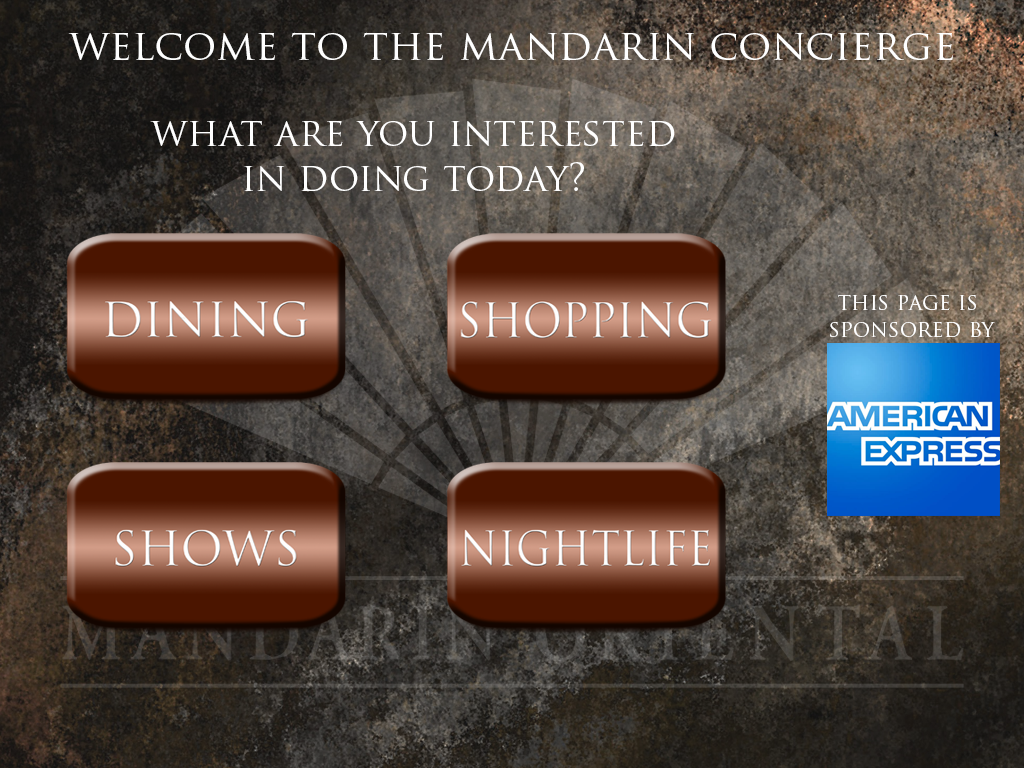 WELCOME TO THE MANDARIN CONCIERGE
WHAT ARE YOU INTERESTED
IN DOING TODAY?
DINING
SHOPPING
THIS PAGE IS
SPONSORED BY
AMERICAN
EXPRESS
SHOWS
NIGHTLIFE
MANDARIN ORIENTAL